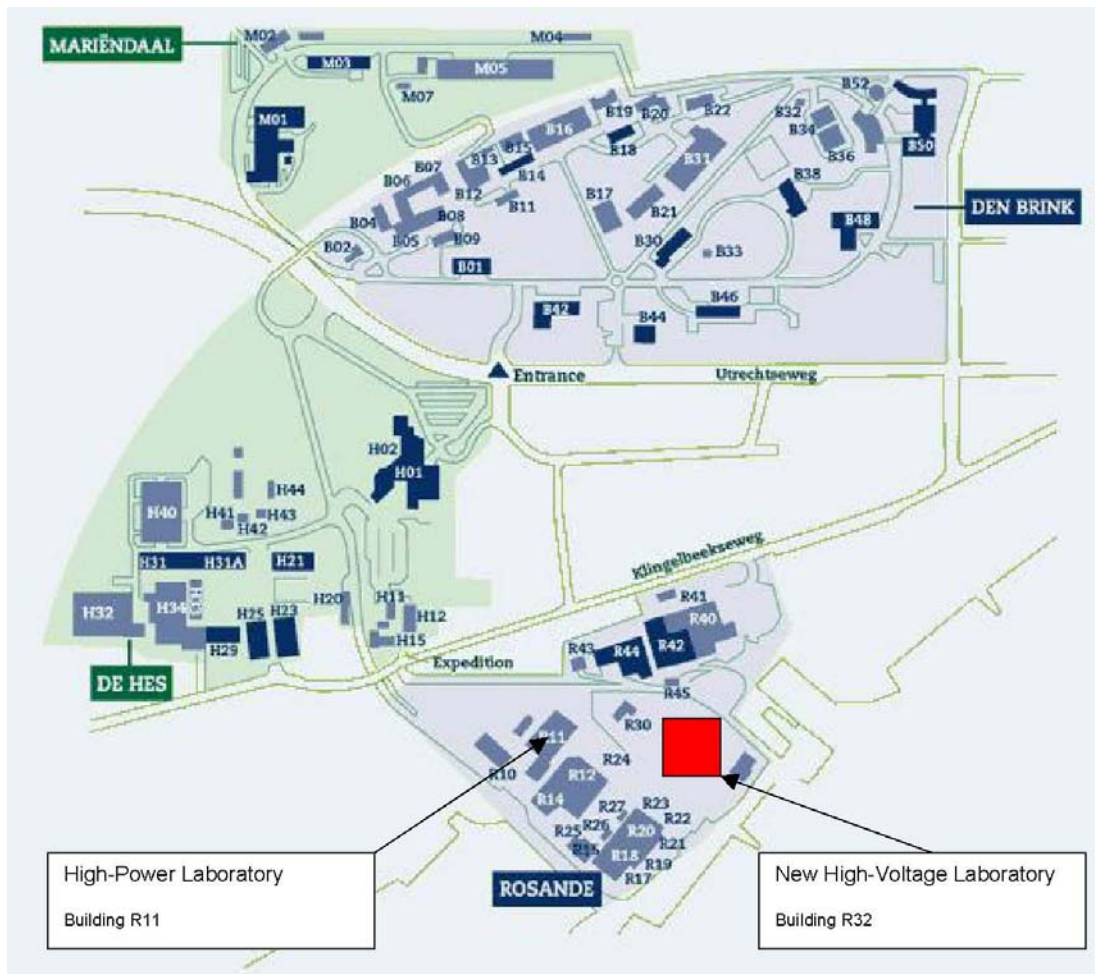 MARIËNDAAL
M02
M04
M03
M05
M07
M01
B52
B19
B20
B22
B32
B16
B34
B15
B18
B36
B50
B13
B14
B31
B07
B38
B06
B12
B11
B17
B21
DEN BRINK
B04
B08
B48
B05
B09
B30
B33
B02
B01
B46
B42
B44
Entrance
Utrechtseweg
H02
H01
H44
H40
H41
H43
H42
Klingelbeekseweg
H31
H31A
H21
H33
H20
H11
R41
H32
H34
H25
H23
H12
R40
H29
H15
R43
R44
R42
Expedition
DE HES
R45
R30
R11
R24
R10
R12
R14
R27
R23
R26
R22
R25
R20
R21
R18
R19
R17
ROSANDE
High-Power Laboratory
Building R11
New High-Voltage Laboratory
Building R32